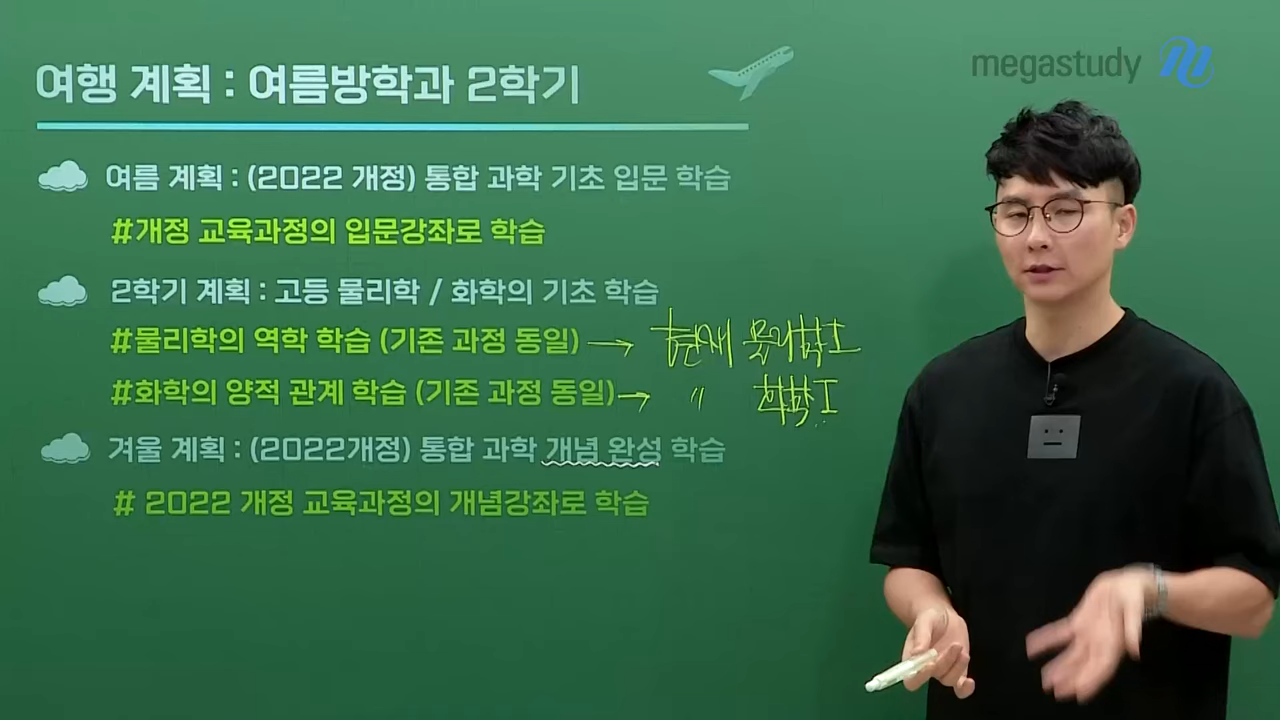 megastudy
여행 계획 : 여름방학과 2학기
여름 계획 : (2022 개정) 통합 과학 기초 입문 학습
#개정 교육과정의 입문강좌로 학습
2학기 계획 : 고등 물리학 / 화학의 기초 학습
#물리학의 역학 학습 (기존 과정 동일) → 현재 물리학 I
#화학의 양적 관계 학습 (기존 과정 동일) → 〃 화학 I
겨울 계획 : (2022개정) 통합 과학 개념 완성 학습
# 2022 개정 교육과정의 개념강좌로 학습